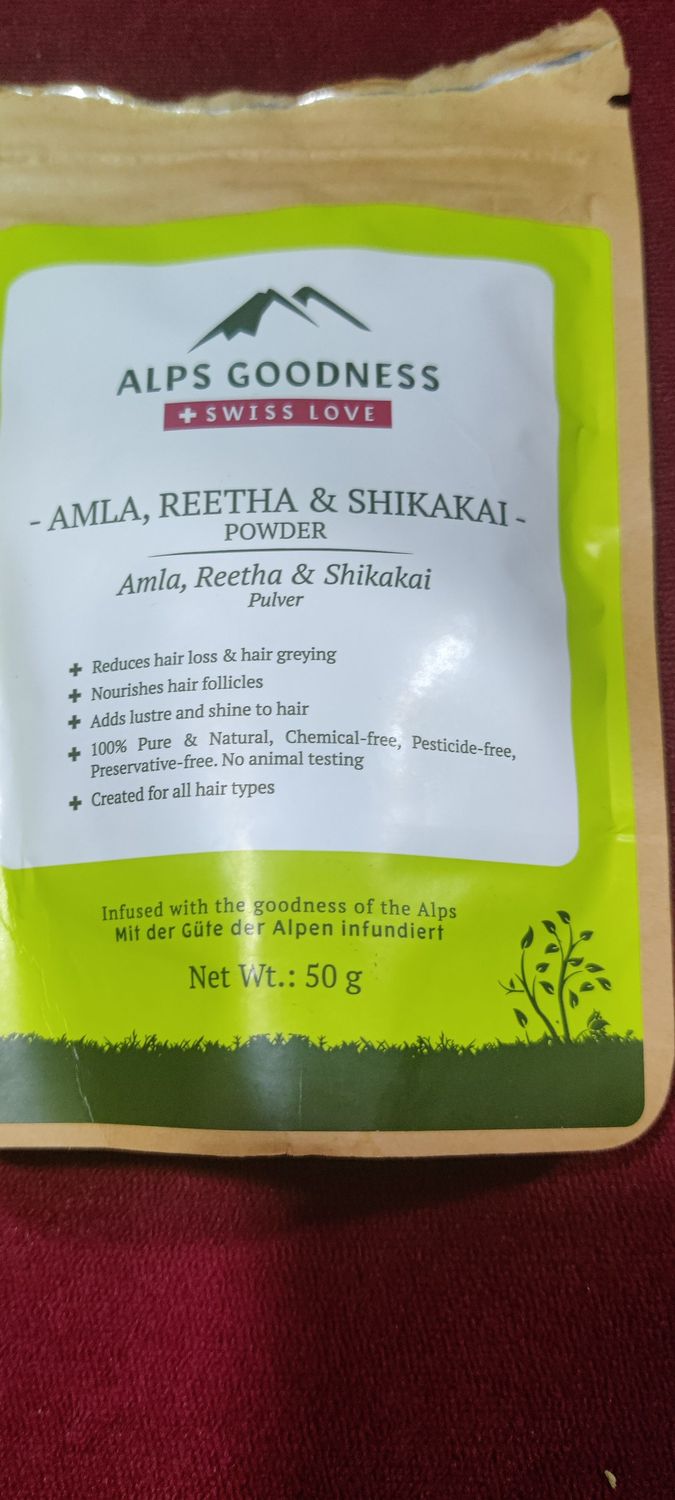 ALPS GOODNESS
SWISS LOVE
- AMLA, REETHA & SHIKAKAI -
POWDER
Amla, Reetha & Shikakai
Pulver
Reduces hair loss & hair greying
Nourishes hair follicles
Adds lustre and shine to hair
100% Pure & Natural, Chemical-free, Pesticide-free,
Preservative-free. No animal testing
Created for all hair types
Infused with the goodness of the Alps
Mit der Güte der Alpen infundiert
Net Wt.: 50 g